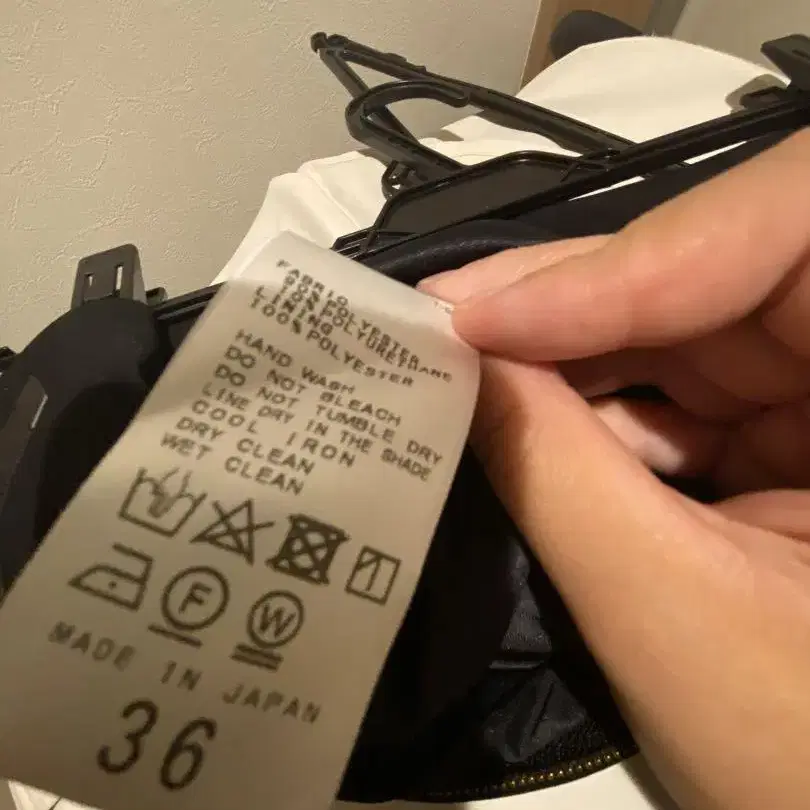 FABRIC
90% POLYESTER
10% POLYURETHANE
LINING
100% POLYESTER
HAND WASH
DO NOT BLEACH
DO NOT TUMBLE DRY
LINE DRY IN THE SHADE
COOL IRON
DRY CLEAN
WET CLEAN
F
W
MADE IN JAPAN
36